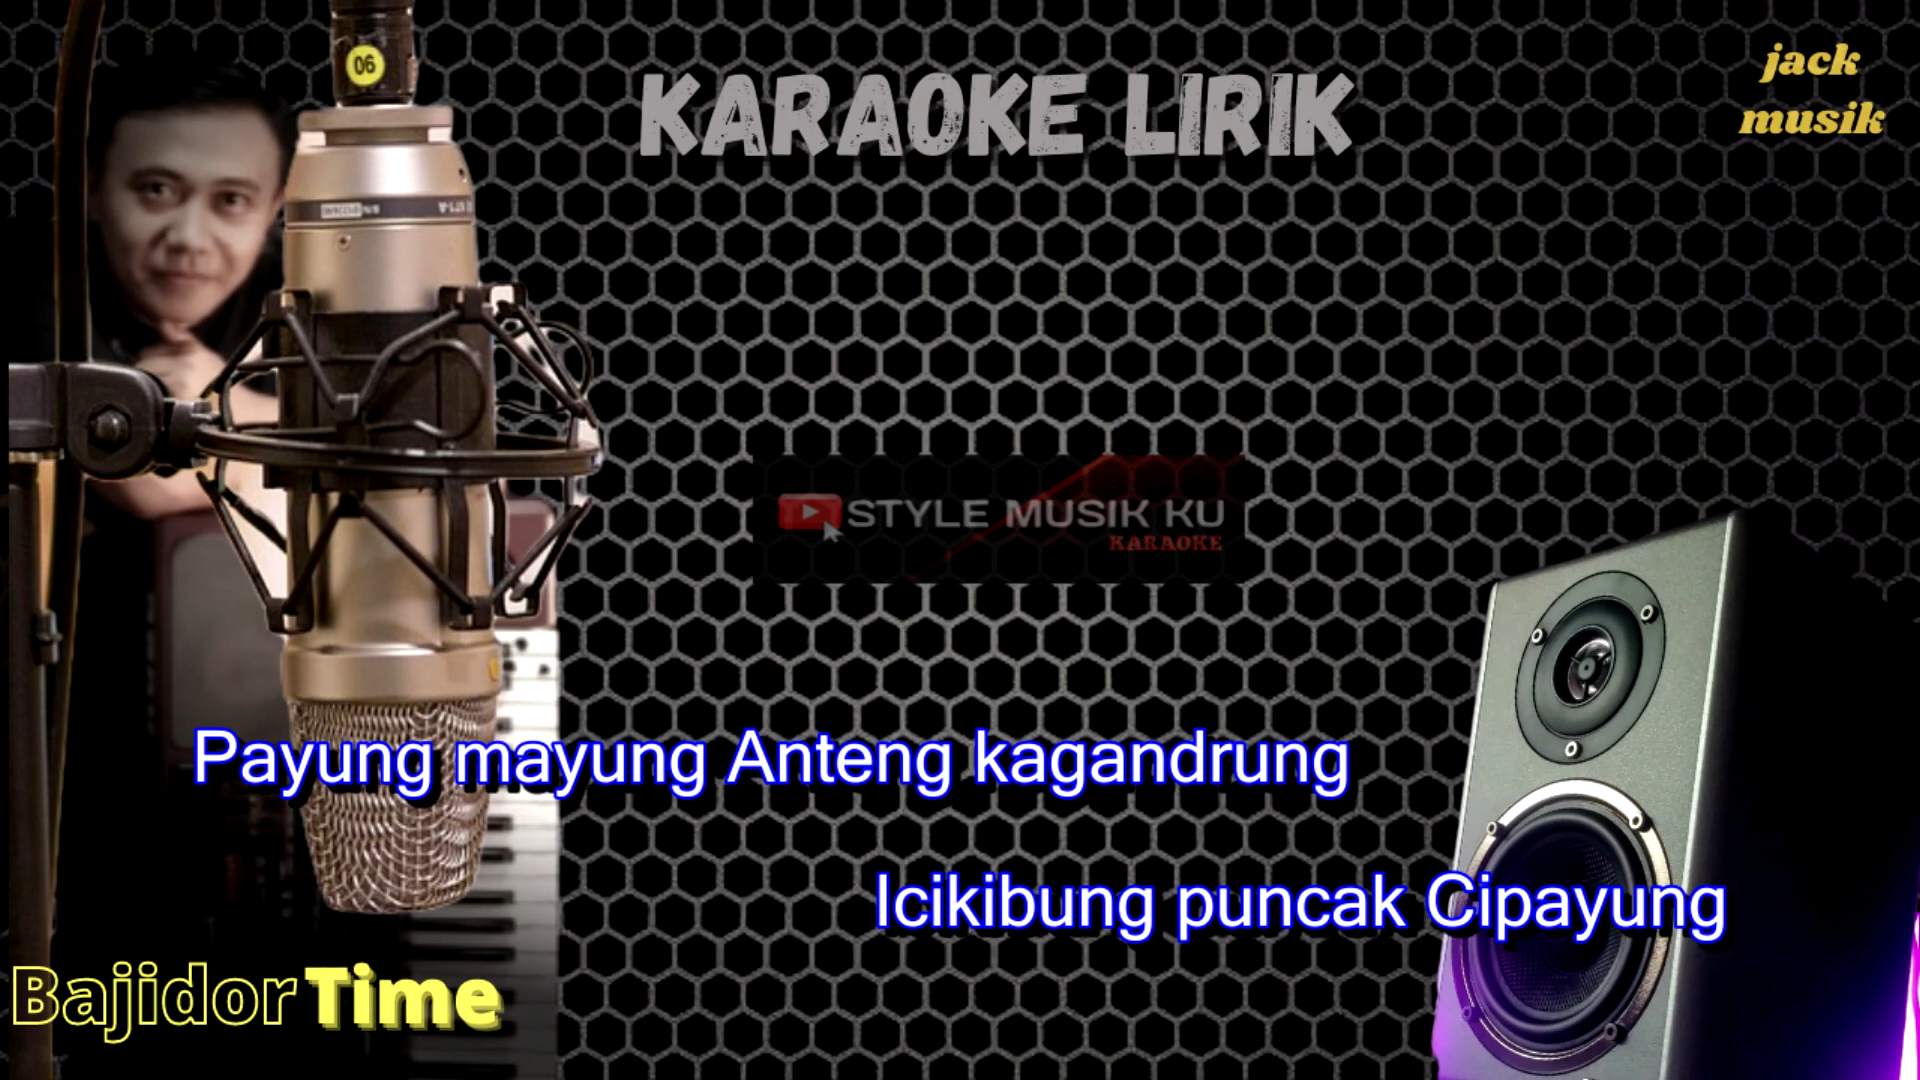 06
KARAOKE LIRIK
jack
musik
STYLE MUSIK KU
KARAOKE
Payung mayung Anteng kagandrung
Icikibung puncak Cipayung
Bajidor Time